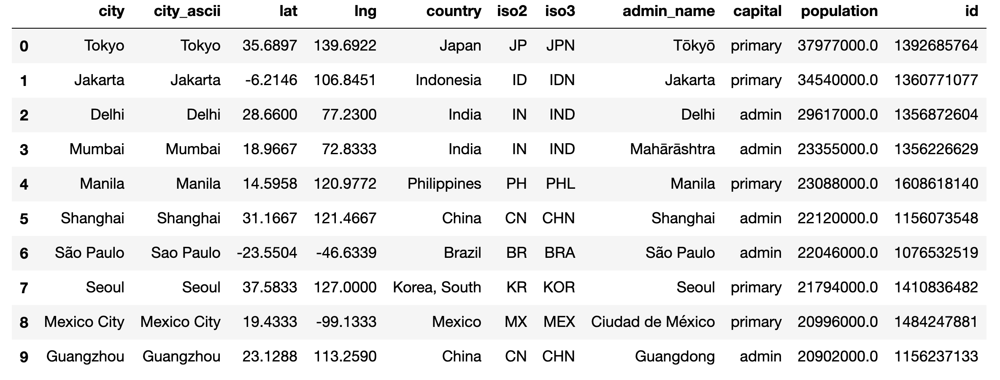 city city_ascii lat lng country iso2 iso3 admin_name capital population id
0 Tokyo Tokyo 35.6897 139.6922 Japan JP JPN Tōkyō primary 37977000.0 1392685764
1 Jakarta Jakarta -6.2146 106.8451 Indonesia ID IDN Jakarta primary 34540000.0 1360771077
2 Delhi Delhi 28.6600 77.2300 India IN IND Delhi admin 29617000.0 1356872604
3 Mumbai Mumbai 18.9667 72.8333 India IN IND Mahārāshtra admin 23355000.0 1356226629
4 Manila Manila 14.5958 120.9772 Philippines PH PHL Manila primary 23088000.0 1608618140
5 Shanghai Shanghai 31.1667 121.4667 China CN CHN Shanghai admin 22120000.0 1156073548
6 São Paulo Sao Paulo -23.5504 -46.6339 Brazil BR BRA São Paulo admin 22046000.0 1076532519
7 Seoul Seoul 37.5833 127.0000 Korea, South KR KOR Seoul primary 21794000.0 1410836482
8 Mexico City Mexico City 19.4333 -99.1333 Mexico MX MEX Ciudad de México primary 20996000.0 1484247881
9 Guangzhou Guangzhou 23.1288 113.2590 China CN CHN Guangdong admin 20902000.0 1156237133